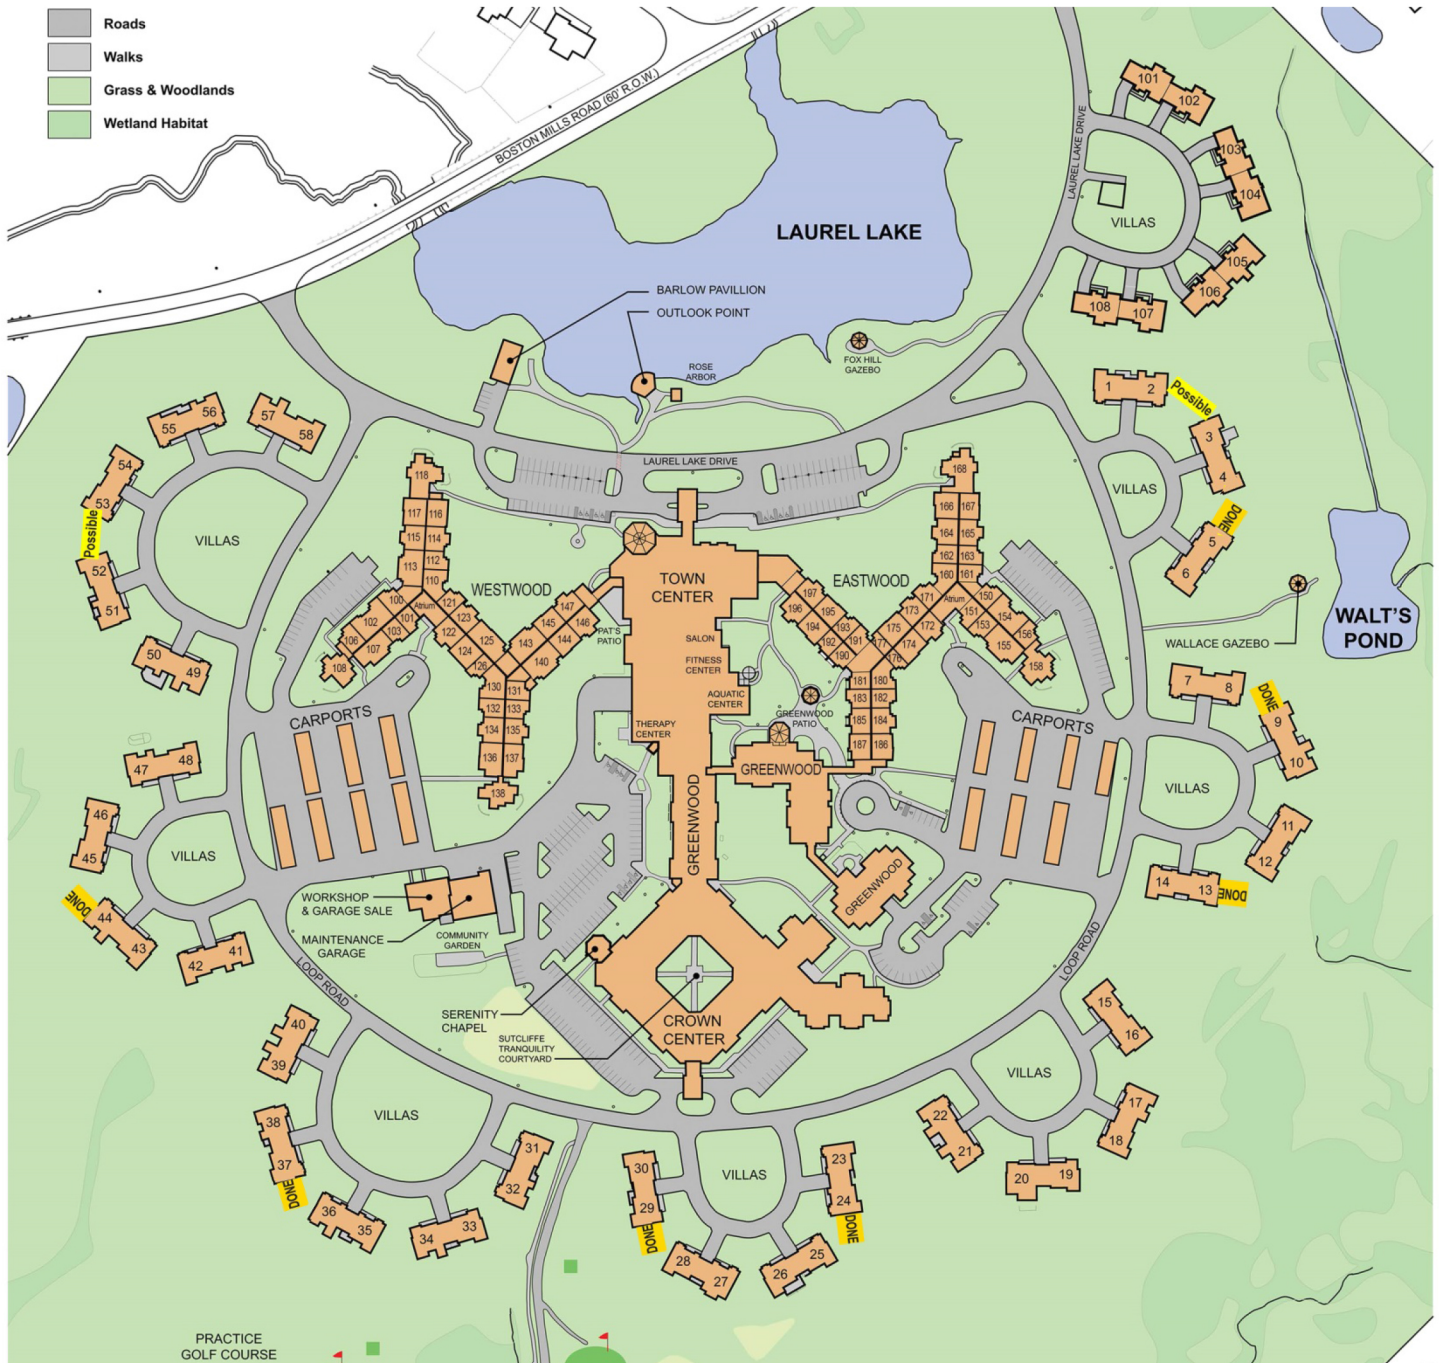 Roads
Walks
Grass & Woodlands
Wetland Habitat
BOSTON MILLS ROAD (60' R.O.W.)
LAUREL LAKE DRIVE
101
102
103
104
VILLAS
105
106
107
108
LAUREL LAKE
BARLOW PAVILLION
OUTLOOK POINT
ROSE
ARBOR
FOX HILL
GAZEBO
1
2
Possible
3
4
VILLAS
DONE
5
6
55
56
57
58
54
53
Possible
52
51
VILLAS
50
49
LAUREL LAKE DRIVE
118
117
116
115
114
113
112
110
WESTWOOD
100
Atrium
121
102
101
123
106
103
122
125
107
124
108
126
147
145
146
143
144
140
130
131
132
133
134
135
136
137
138
PAT'S
PATIO
TOWN
CENTER
SALON
FITNESS
CENTER
AQUATIC
CENTER
THERAPY
CENTER
EASTWOOD
168
166
167
164
165
162
163
160
161
197
196
195
194
193
192
191
190
171
Atrium
150
173
151
154
175
172
153
156
177
174
155
176
158
181
180
183
182
185
184
187
186
GREENWOOD
PATIO
GREENWOOD
GREENWOOD
GREENWOOD
WALLACE GAZEBO
WALT'S
POND
CARPORTS
CARPORTS
7
8
DONE
9
10
VILLAS
11
12
14
13
DONE
47
48
46
45
VILLAS
DONE
44
43
42
41
WORKSHOP
& GARAGE SALE
MAINTENANCE
GARAGE
COMMUNITY
GARDEN
LOOP ROAD
LOOP ROAD
SERENITY
CHAPEL
SUTCLIFFE
TRANQUILITY
COURTYARD
CROWN
CENTER
40
39
38
37
DONE
VILLAS
36
35
34
33
31
32
30
29
DONE
VILLAS
23
24
DONE
28
27
26
25
15
16
VILLAS
17
18
22
21
20
19
PRACTICE
GOLF COURSE